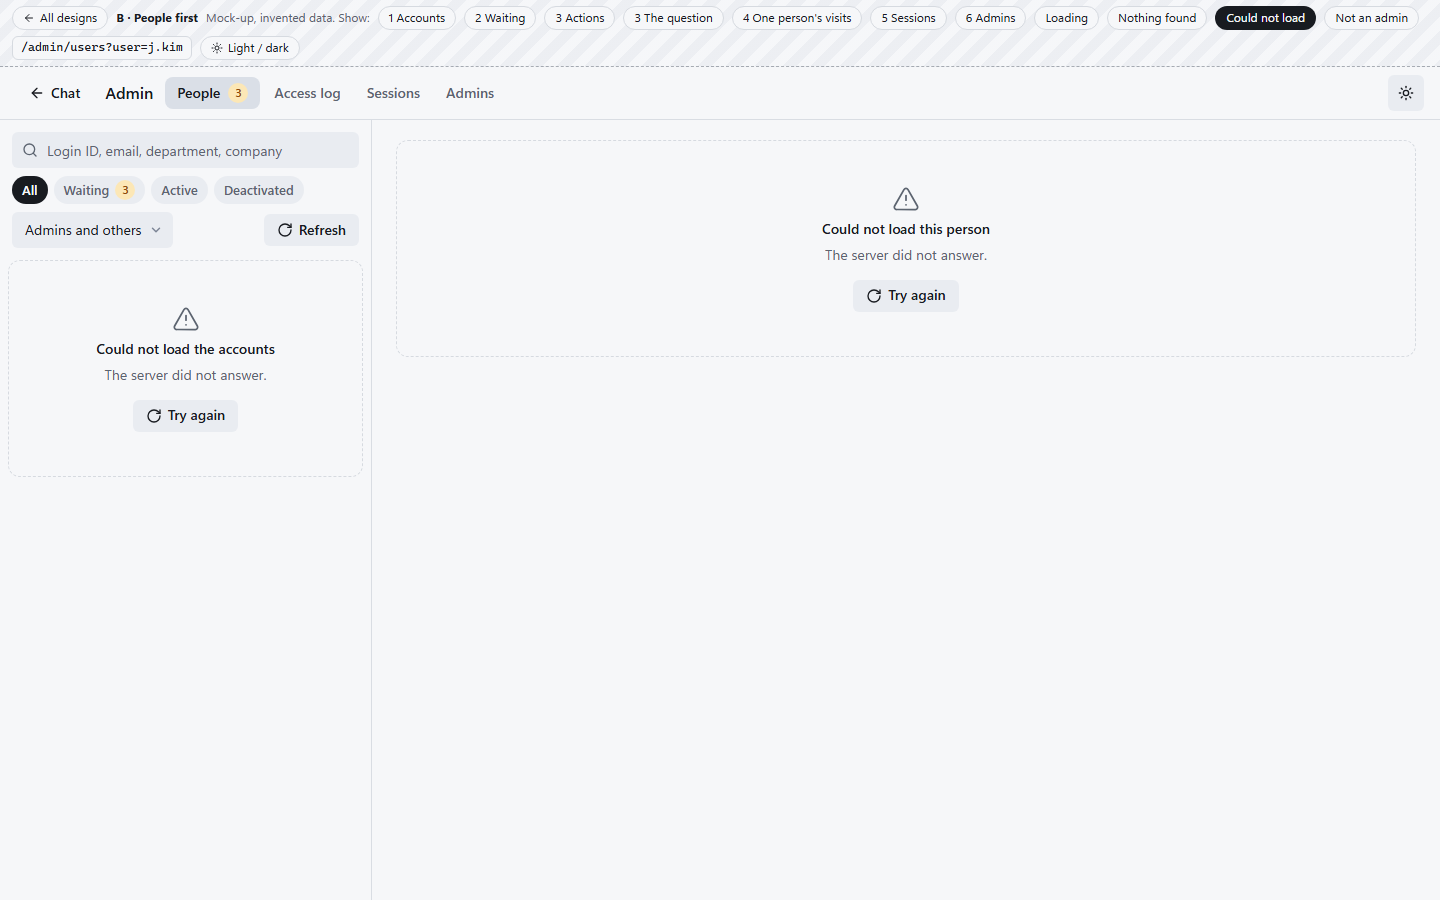 All designs B · People first Mock-up, invented data. Show: 1 Accounts 2 Waiting 3 Actions 3 The question 4 One person's visits 5 Sessions 6 Admins Loading Nothing found Could not load Not an admin
/admin/users?user=j.kim Light / dark
Chat Admin People 3 Access log Sessions Admins
Login ID, email, department, company
All Waiting 3 Active Deactivated
Admins and others Refresh
Could not load the accounts
The server did not answer.
Try again
Could not load this person
The server did not answer.
Try again